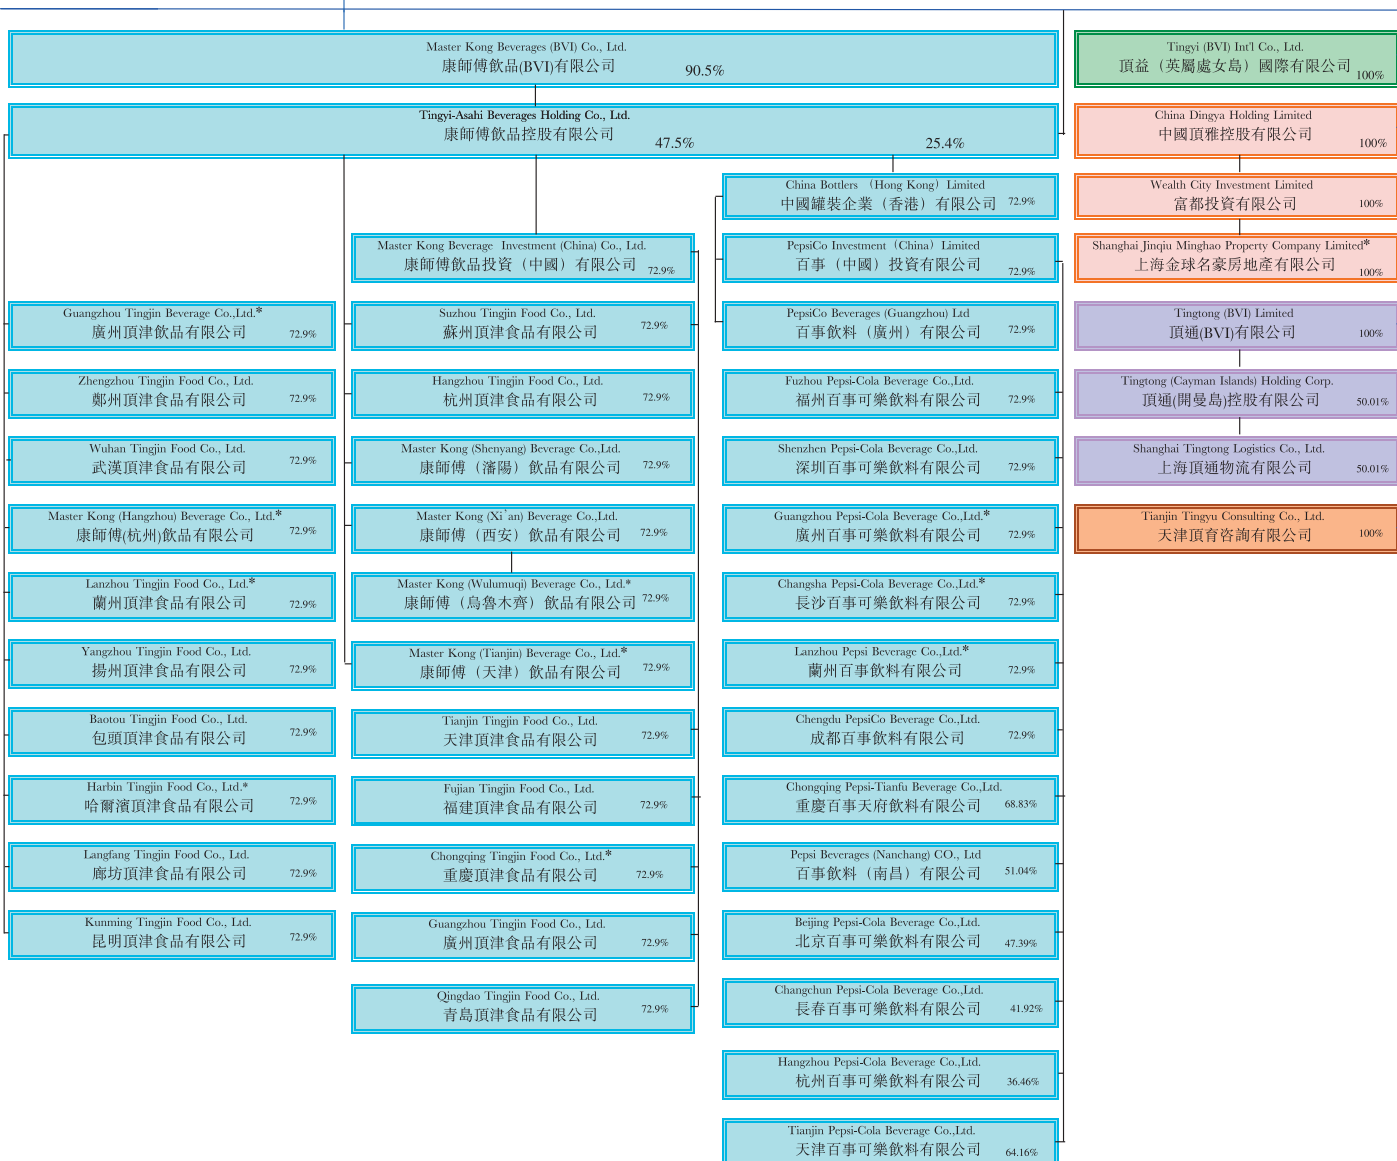 Master Kong Beverages (BVI) Co., Ltd.
康師傅飲品(BVI)有限公司 90.5%
Tingyi-Asahi Beverages Holding Co., Ltd.
康師傅飲品控股有限公司 47.5% 25.4%
Guangzhou Tingjin Beverage Co.,Ltd.*
廣州頂津飲品有限公司 72.9%
Zhengzhou Tingjin Food Co., Ltd.
鄭州頂津食品有限公司 72.9%
Wuhan Tingjin Food Co., Ltd.
武漢頂津食品有限公司 72.9%
Master Kong (Hangzhou) Beverage Co., Ltd.*
康師傅(杭州)飲品有限公司 72.9%
Lanzhou Tingjin Food Co., Ltd.*
蘭州頂津食品有限公司 72.9%
Yangzhou Tingjin Food Co., Ltd.
揚州頂津食品有限公司 72.9%
Baotou Tingjin Food Co., Ltd.
包頭頂津食品有限公司 72.9%
Harbin Tingjin Food Co., Ltd.*
哈爾濱頂津食品有限公司 72.9%
Langfang Tingjin Food Co., Ltd.
廊坊頂津食品有限公司 72.9%
Kunming Tingjin Food Co., Ltd.
昆明頂津食品有限公司 72.9%
Master Kong Beverage Investment (China) Co., Ltd.
康師傅飲品投資（中國）有限公司 72.9%
Suzhou Tingjin Food Co., Ltd.
蘇州頂津食品有限公司 72.9%
Hangzhou Tingjin Food Co., Ltd.
杭州頂津食品有限公司 72.9%
Master Kong (Shenyang) Beverage Co.,Ltd.
康師傅（瀋陽）飲品有限公司 72.9%
Master Kong (Xi'an) Beverage Co.,Ltd.
康師傅（西安）飲品有限公司 72.9%
Master Kong (Wulumuqi) Beverage Co., Ltd.*
康師傅（烏魯木齊）飲品有限公司 72.9%
Master Kong (Tianjin) Beverage Co., Ltd.*
康師傅（天津）飲品有限公司 72.9%
Tianjin Tingjin Food Co., Ltd.
天津頂津食品有限公司 72.9%
Fujian Tingjin Food Co., Ltd.
福建頂津食品有限公司 72.9%
Chongqing Tingjin Food Co., Ltd.*
重慶頂津食品有限公司 72.9%
Guangzhou Tingjin Food Co., Ltd.
廣州頂津食品有限公司 72.9%
Qingdao Tingjin Food Co., Ltd.
青島頂津食品有限公司 72.9%
China Bottlers （Hong Kong）Limited
中國罐裝企業（香港）有限公司 72.9%
PepsiCo Investment（China）Limited
百事（中國）投資有限公司 72.9%
PepsiCo Beverages (Guangzhou) Ltd
百事飲料（廣州）有限公司 72.9%
Fuzhou Pepsi-Cola Beverage Co.,Ltd.
福州百事可樂飲料有限公司 72.9%
Shenzhen Pepsi-Cola Beverage Co.,Ltd.
深圳百事可樂飲料有限公司 72.9%
Guangzhou Pepsi-Cola Beverage Co.,Ltd.*
廣州百事可樂飲料有限公司 72.9%
Changsha Pepsi-Cola Beverage Co.,Ltd.*
長沙百事可樂飲料有限公司 72.9%
Lanzhou Pepsi Beverage Co.,Ltd.*
蘭州百事飲料有限公司 72.9%
Chengdu PepsiCo Beverage Co.,Ltd.
成都百事飲料有限公司 72.9%
Chongqing Pepsi-Tianfu Beverage Co.,Ltd.
重慶百事天府飲料有限公司 68.83%
Pepsi Beverages (Nanchang) CO., Ltd
百事飲料（南昌）有限公司 51.04%
Beijing Pepsi-Cola Beverage Co.,Ltd.
北京百事可樂飲料有限公司 47.39%
Changchun Pepsi-Cola Beverage Co.,Ltd.
長春百事可樂飲料有限公司 41.92%
Hangzhou Pepsi-Cola Beverage Co.,Ltd.
杭州百事可樂飲料有限公司 36.46%
Tianjin Pepsi-Cola Beverage Co.,Ltd.
天津百事可樂飲料有限公司 64.16%
Tingyi (BVI) Int'l Co., Ltd.
頂益（英屬處女島）國際有限公司 100%
China Dingya Holding Limited
中國頂雅控股有限公司 100%
Wealth City Investment Limited
富都投資有限公司 100%
Shanghai Jinqiu Minghao Property Company Limited*
上海金球名豪房地產有限公司 100%
Tingtong (BVI) Limited
頂通(BVI)有限公司 100%
Tingtong (Cayman Islands) Holding Corp.
頂通(開曼島)控股有限公司 50.01%
Shanghai Tingtong Logistics Co., Ltd.
上海頂通物流有限公司 50.01%
Tianjin Tingyu Consulting Co., Ltd.
天津頂育咨詢有限公司 100%